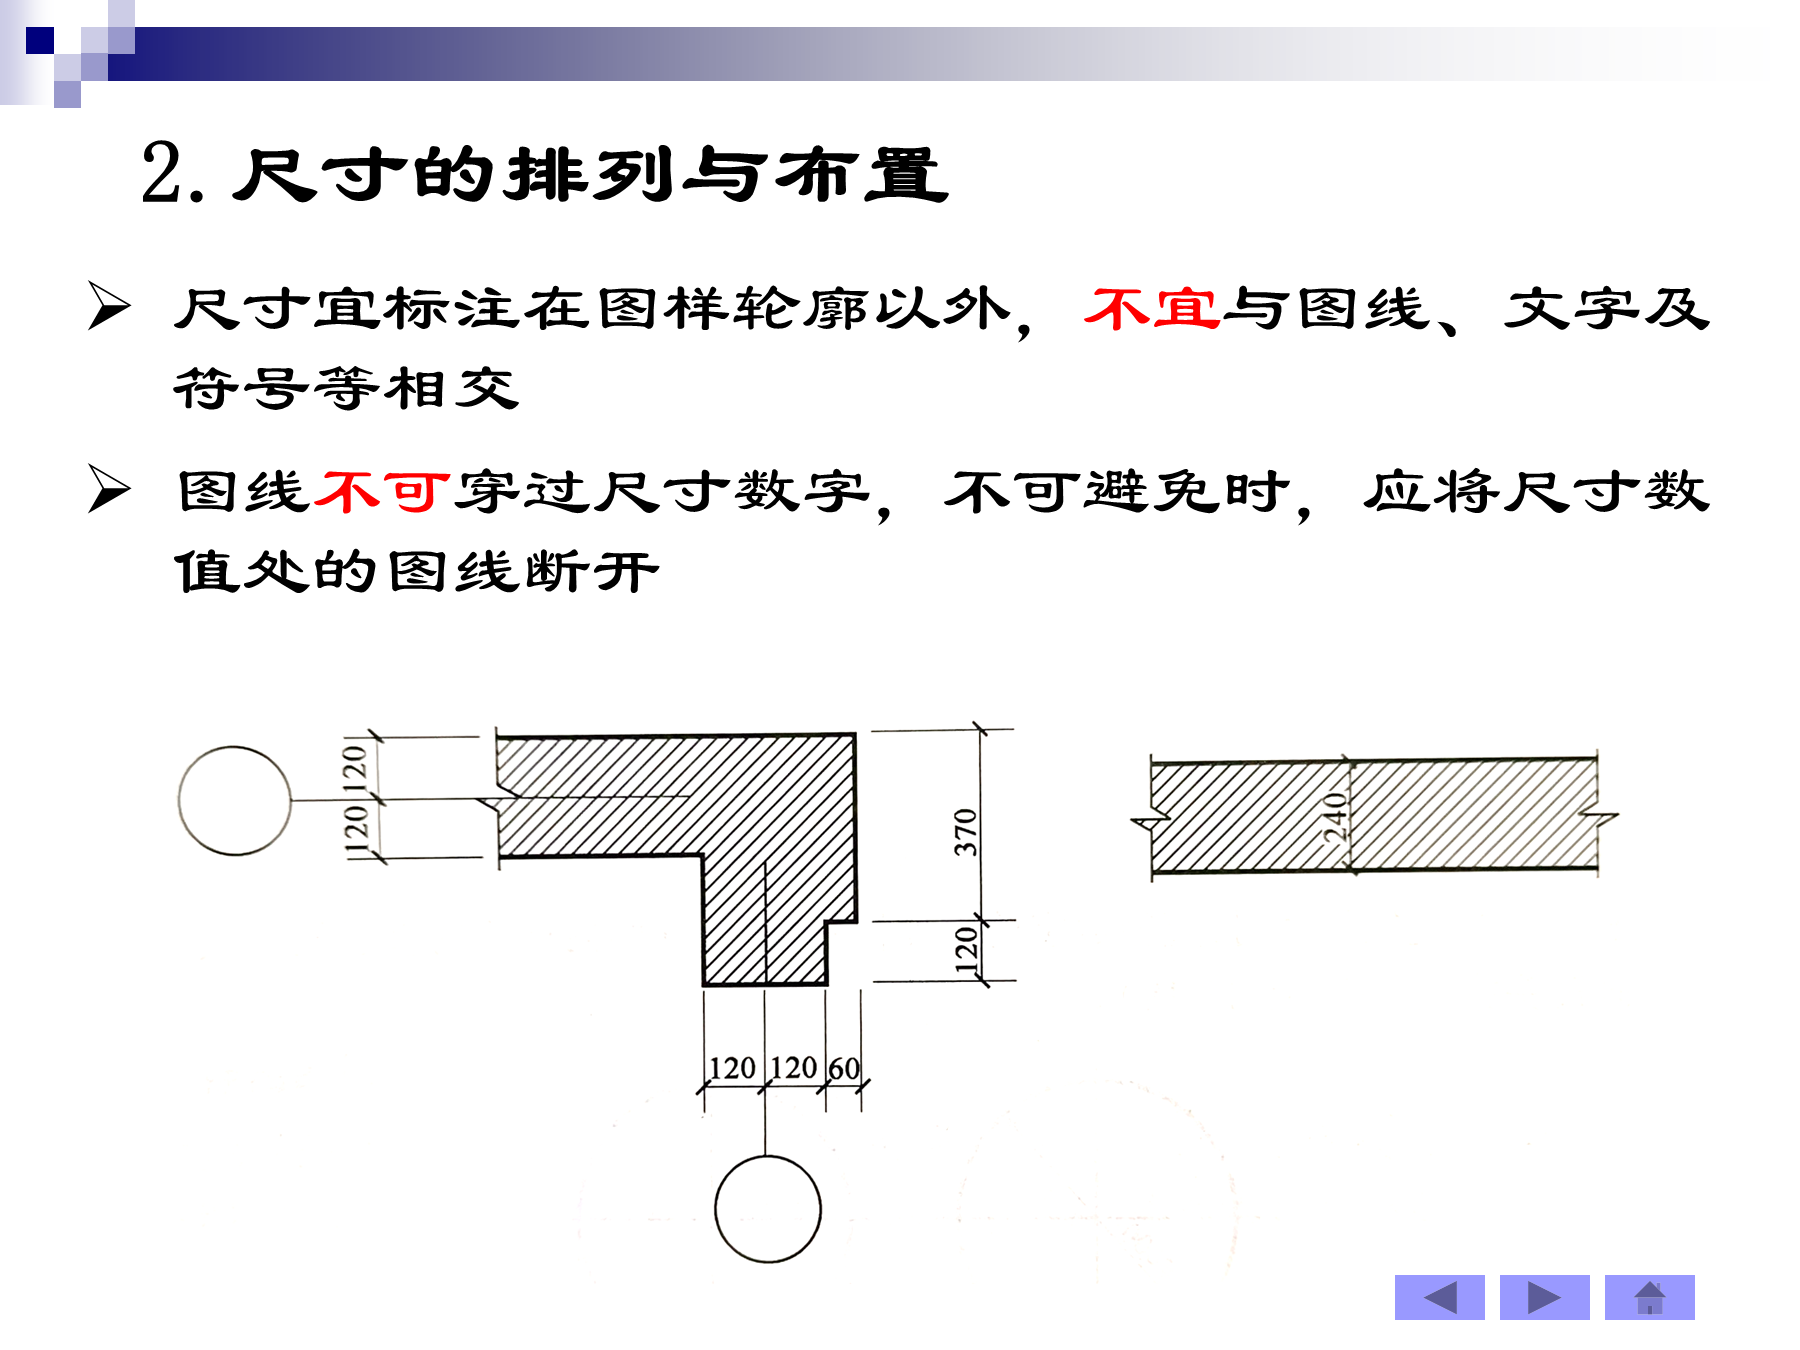 2.尺寸的排列与布置
尺寸宜标注在图样轮廓以外，不宜与图线、文字及
符号等相交
图线不可穿过尺寸数字，不可避免时，应将尺寸数
值处的图线断开
120
120
370
120
240
120 120 60